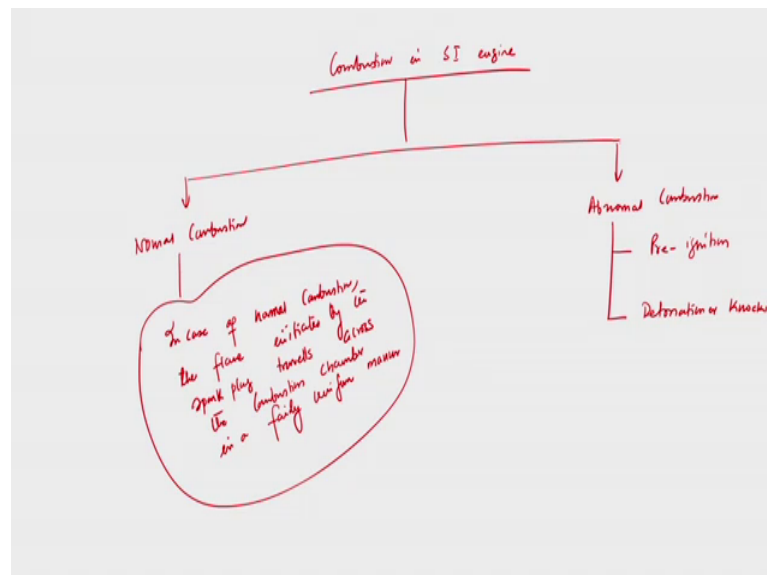 Combustion in SI engine
Normal Combustion
In case of normal Combustion,
the flame initiated by the
spark plug travells across
the Combustion chamber
in a fairly uniform manner
Abnormal Combustion
Pre-ignition
Detonation or Knock